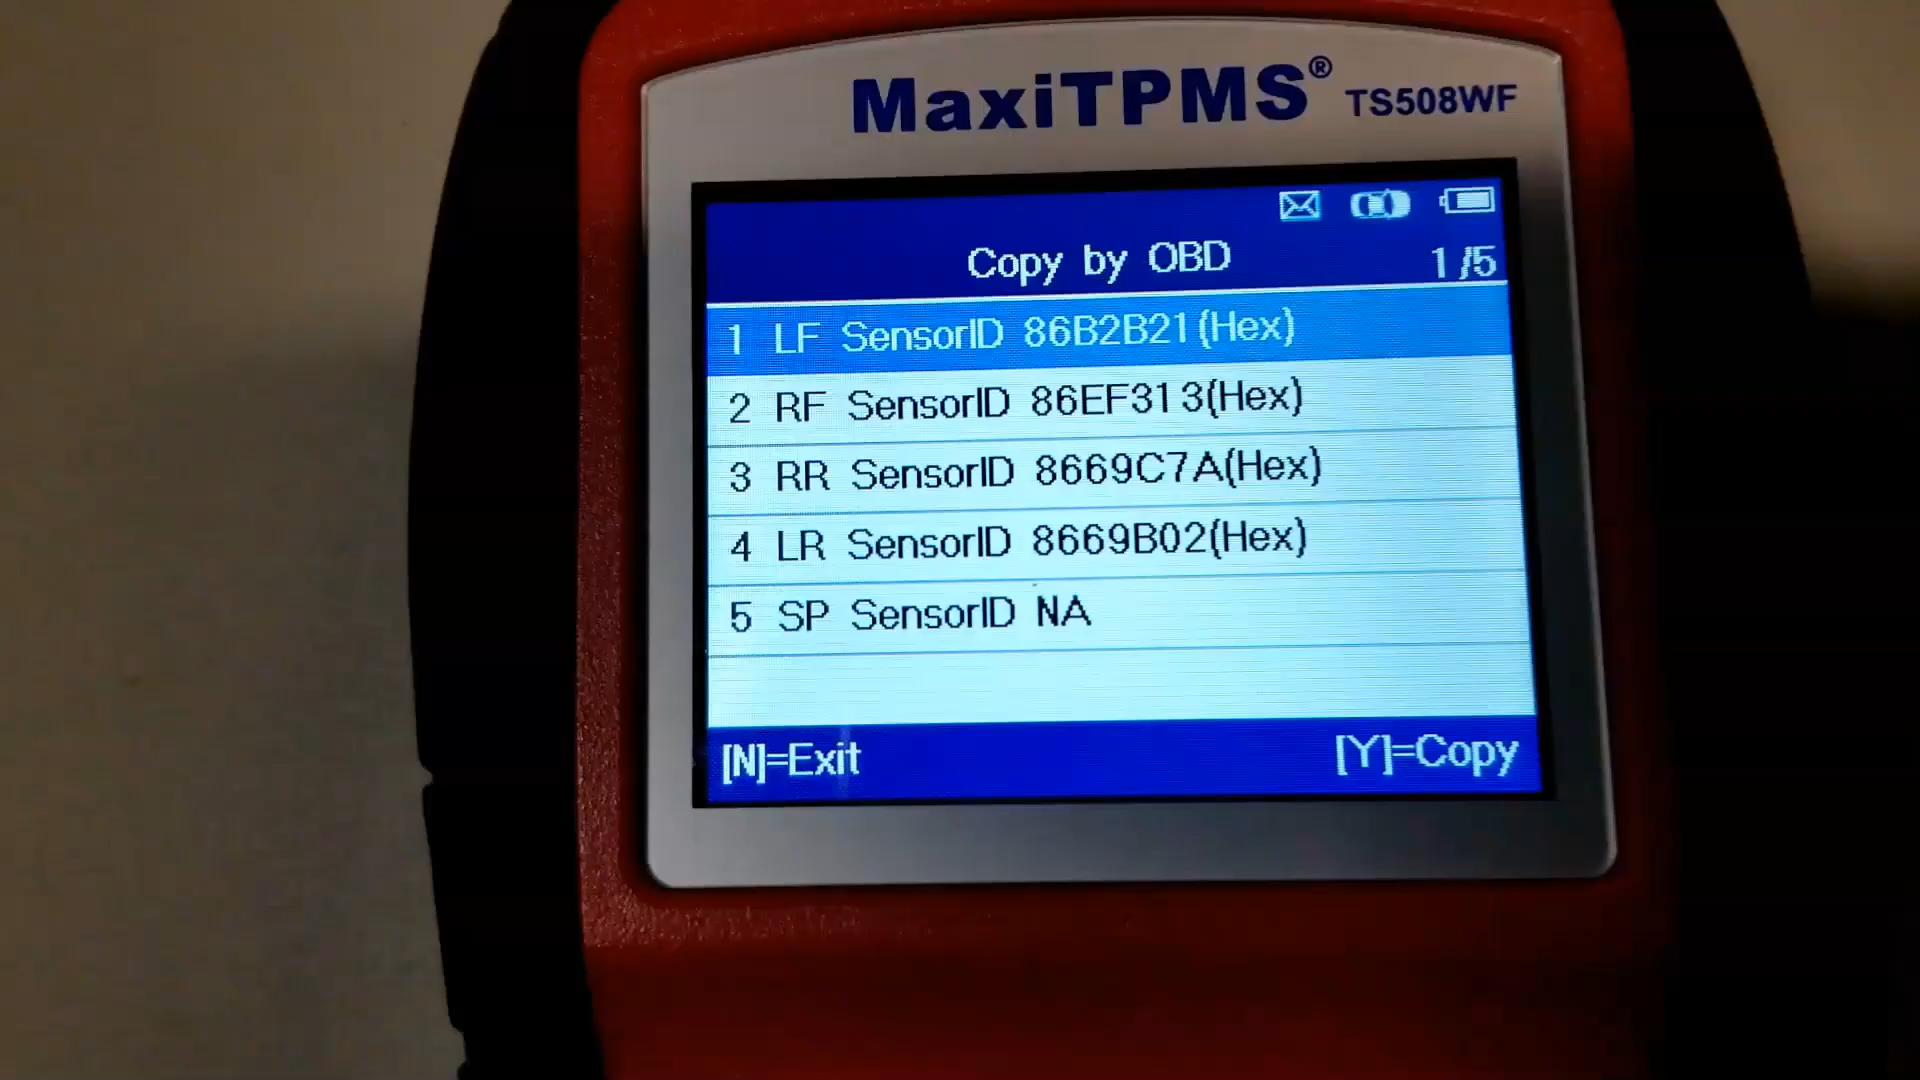 MaxiTPMS® TS508WF
Copy by OBD 1/5
1 LF SensorID 86B2B21(Hex)
2 RF SensorID 86EF313(Hex)
3 RR SensorID 8669C7A(Hex)
4 LR SensorID 8669B02(Hex)
5 SP SensorID NA
[N]=Exit [Y]=Copy